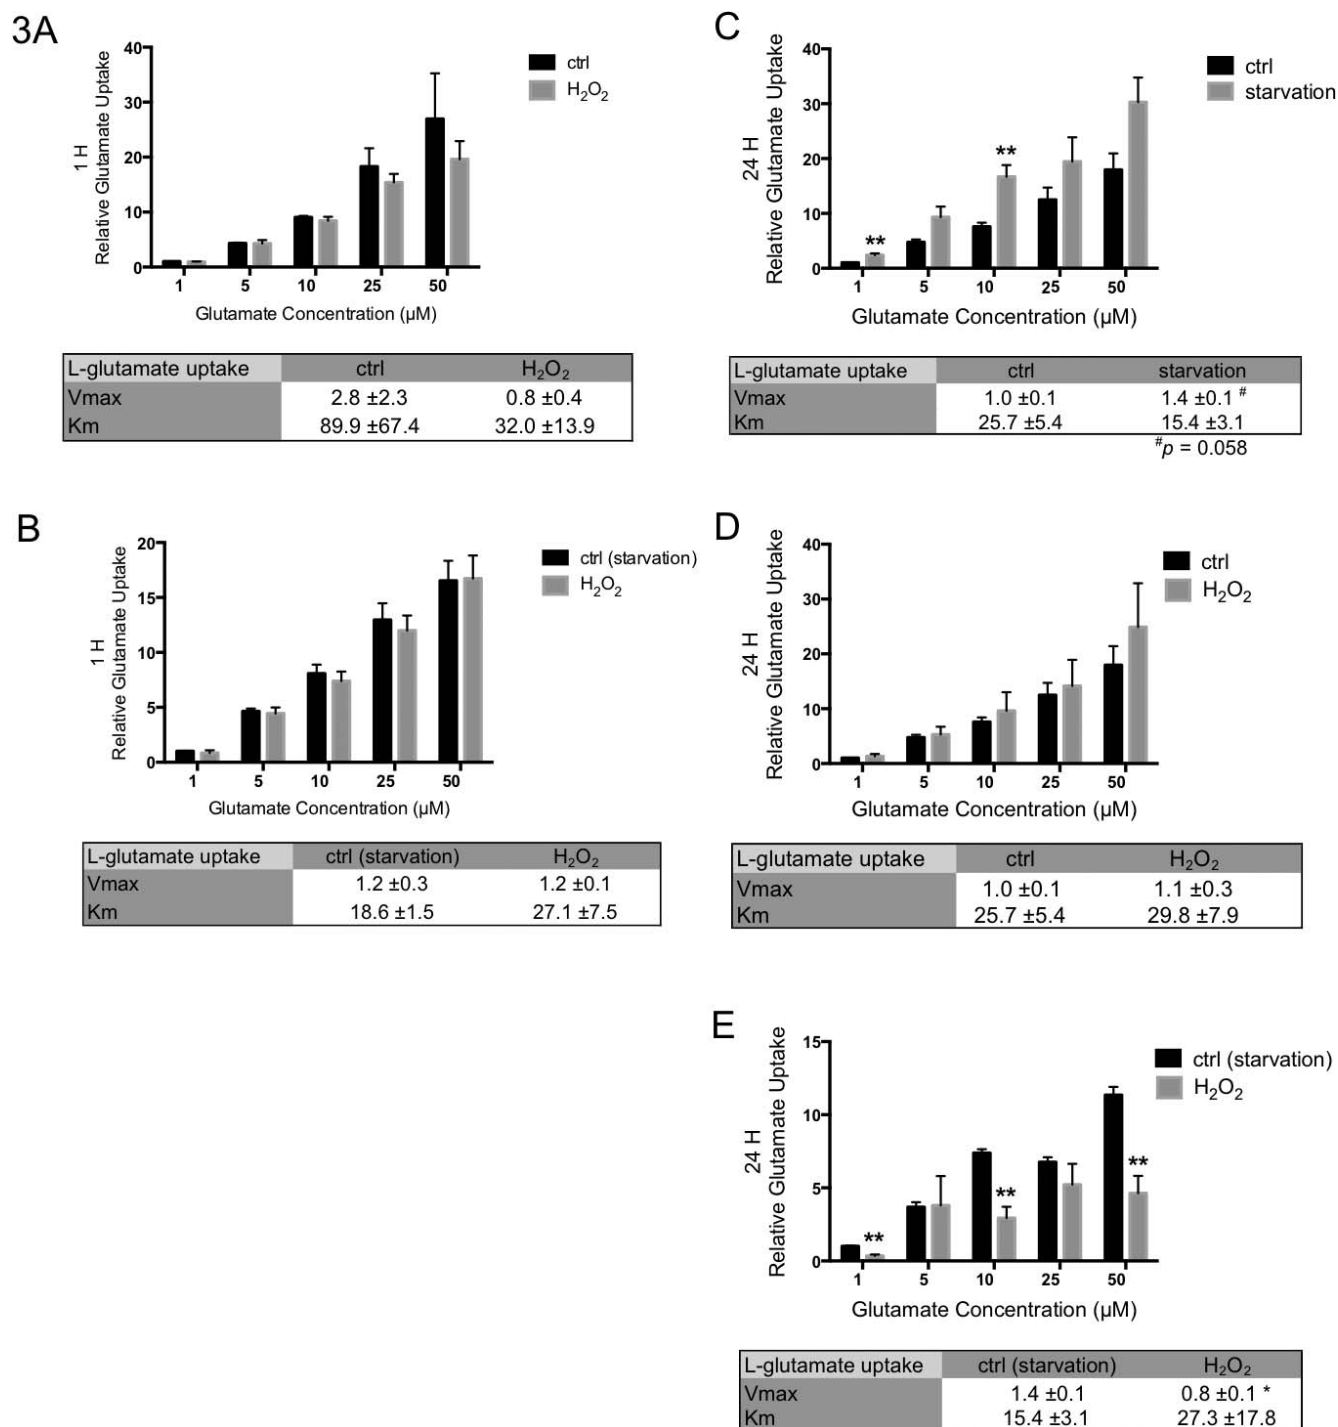 3A
1 H
Relative Glutamate Uptake
40
30
20
10
0
1 5 10 25 50
Glutamate Concentration (µM)
ctrl
H₂O₂
L-glutamate uptake ctrl H₂O₂
Vmax 2.8 ±2.3 0.8 ±0.4
Km 89.9 ±67.4 32.0 ±13.9
B
1 H
Relative Glutamate Uptake
20
15
10
5
0
1 5 10 25 50
Glutamate Concentration (µM)
ctrl (starvation)
H₂O₂
L-glutamate uptake ctrl (starvation) H₂O₂
Vmax 1.2 ±0.3 1.2 ±0.1
Km 18.6 ±1.5 27.1 ±7.5
C
24 H
Relative Glutamate Uptake
40
30
20
10
0
** **
1 5 10 25 50
Glutamate Concentration (µM)
ctrl
starvation
L-glutamate uptake ctrl starvation
Vmax 1.0 ±0.1 1.4 ±0.1 #
Km 25.7 ±5.4 15.4 ±3.1
#p = 0.058
D
24 H
Relative Glutamate Uptake
40
30
20
10
0
1 5 10 25 50
Glutamate Concentration (µM)
ctrl
H₂O₂
L-glutamate uptake ctrl H₂O₂
Vmax 1.0 ±0.1 1.1 ±0.3
Km 25.7 ±5.4 29.8 ±7.9
E
24 H
Relative Glutamate Uptake
15
10
5
0
** ** **
1 5 10 25 50
Glutamate Concentration (µM)
ctrl (starvation)
H₂O₂
L-glutamate uptake ctrl (starvation) H₂O₂
Vmax 1.4 ±0.1 0.8 ±0.1 *
Km 15.4 ±3.1 27.3 ±17.8